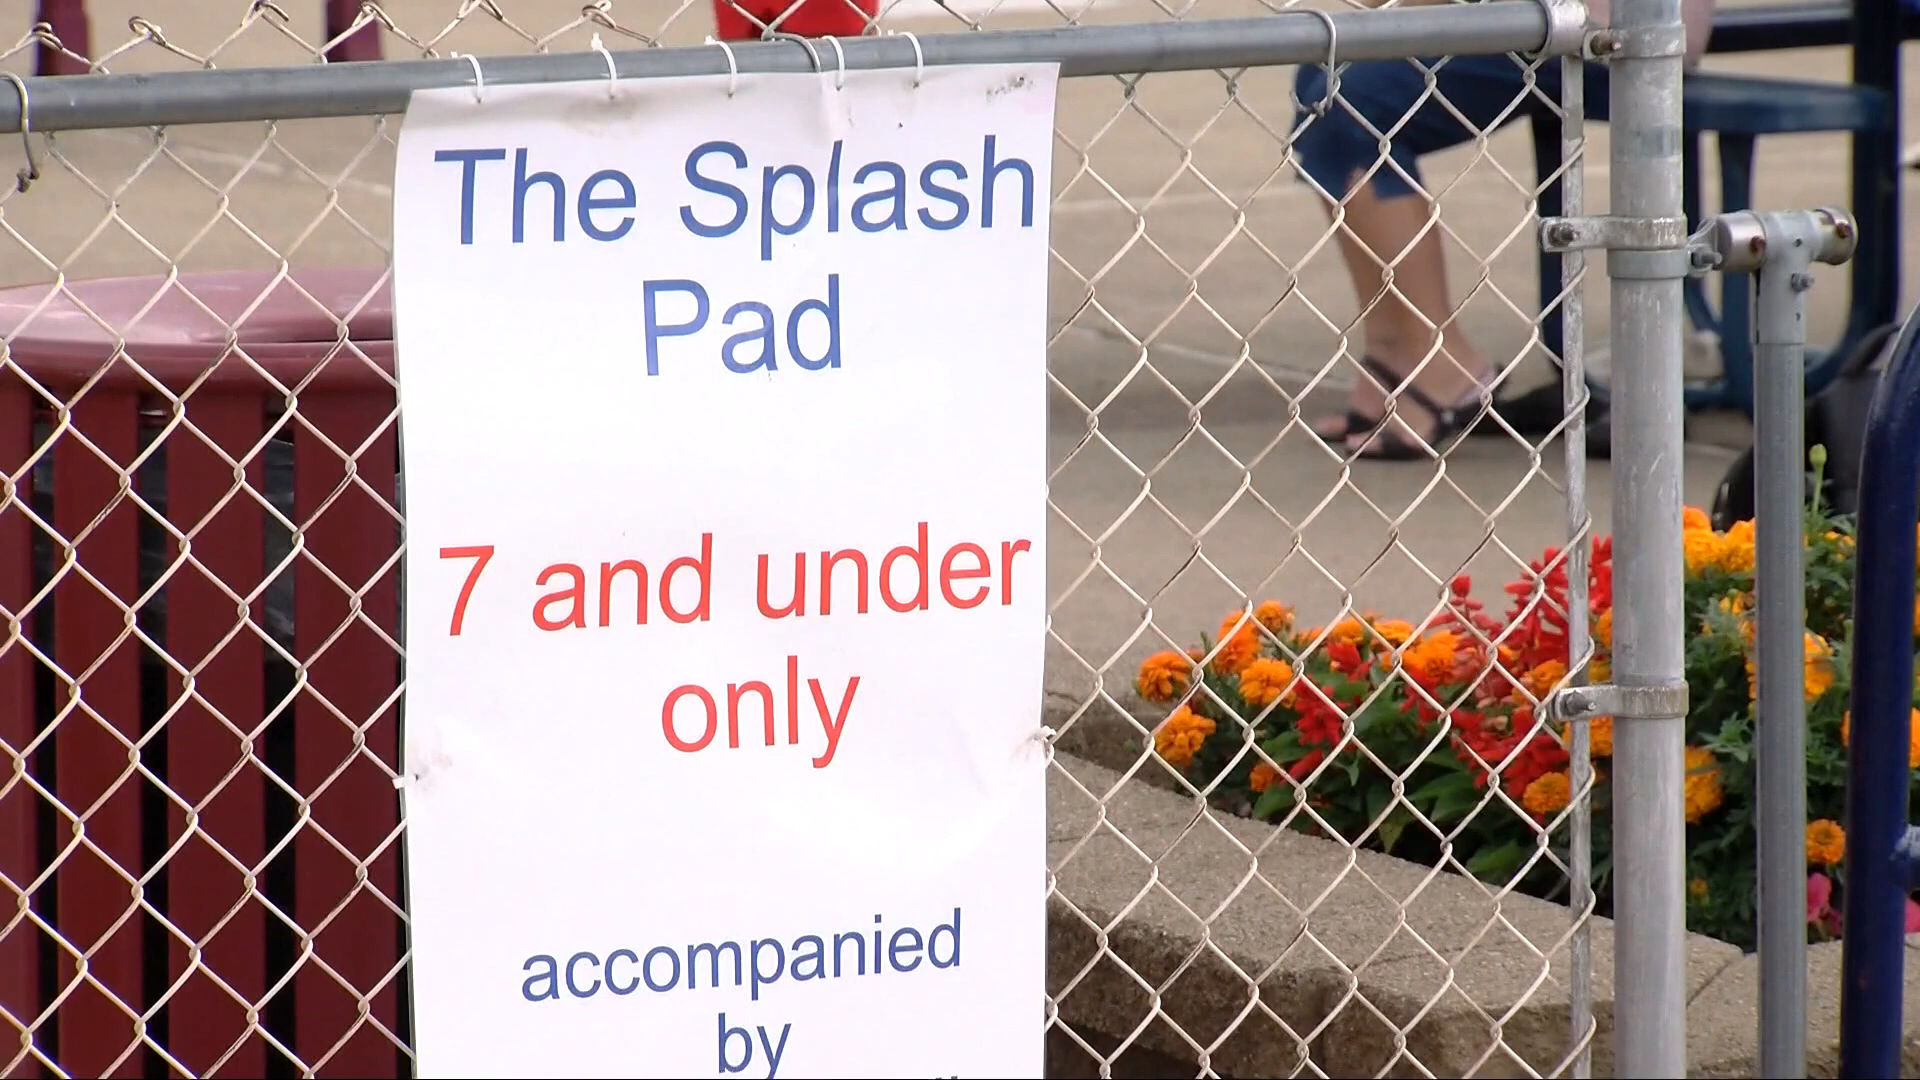 The Splash
Pad
7 and under
only
accompanied
by